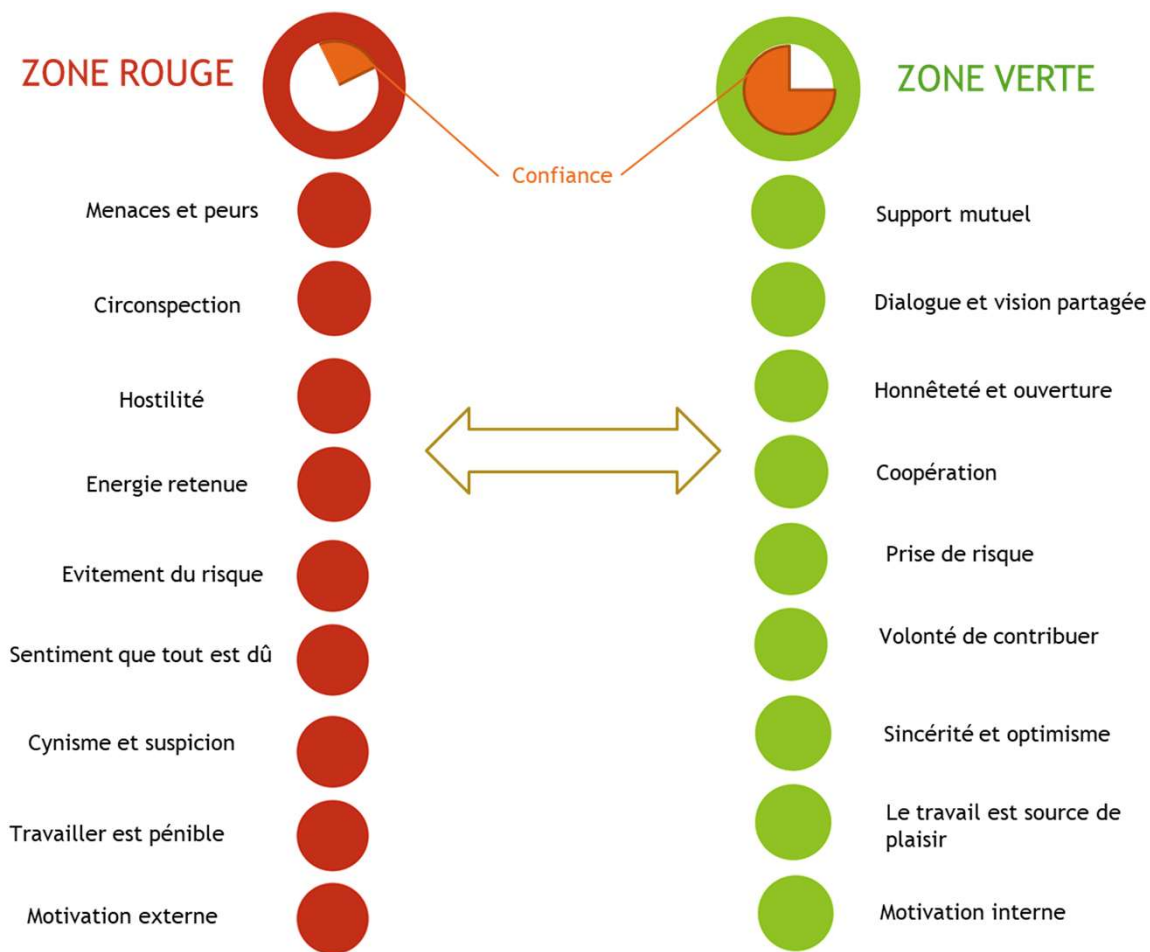 ZONE ROUGE
ZONE VERTE
Confiance
Menaces et peurs
Support mutuel
Circonspection
Dialogue et vision partagée
Hostilité
Honnêteté et ouverture
Energie retenue
Coopération
Evitement du risque
Prise de risque
Sentiment que tout est dû
Volonté de contribuer
Cynisme et suspicion
Sincérité et optimisme
Travailler est pénible
Le travail est source de
plaisir
Motivation externe
Motivation interne